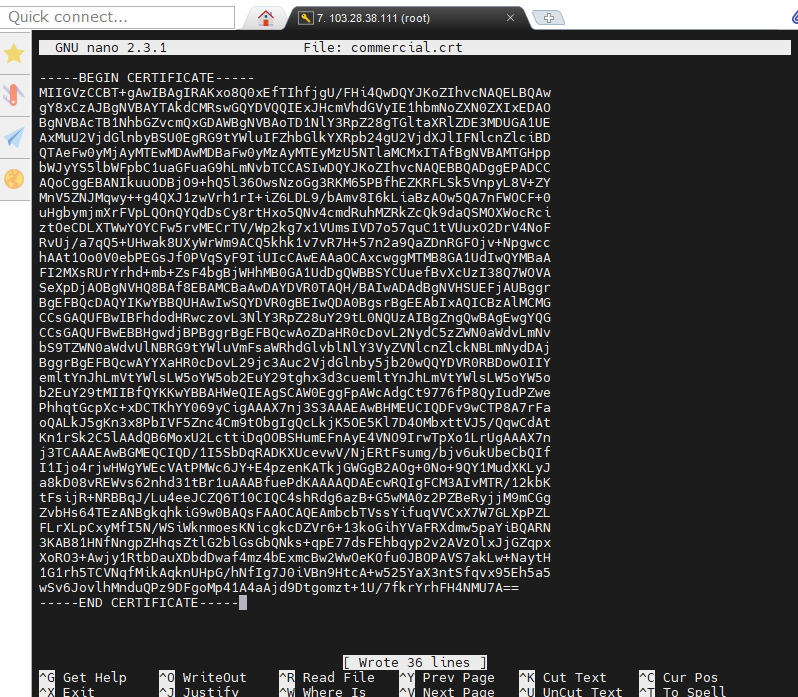 Quick connect...
7. 103.28.38.111 (root)
GNU nano 2.3.1 File: commercial.crt
-----BEGIN CERTIFICATE-----
MIIGVzCCBT+gAwIBAgIRAKxo8Q0xEfTIhfjgU/FHi4QwDQYJKoZIhvcNAQELBQAw
gY8xCzAJBgNVBAYTAkdCMRswGQYDVQQIExJHcmVhdGVyIE1hbmNoZXN0ZXIxEDAO
BgNVBAcTB1NhbGZvcmQxGDAWBgNVBAoTD1NlY3RpZ28gTGltaXRlZDE3MDUGA1UE
AxMuU2VjdGlnbyBSU0EgRG9tYWluIFZhbGlkYXRpb24gU2VjdXJlIFNlcnZlciBD
QTAeFw0yMjAyMTEwMDAwMDBaFw0yMzAyMTEyMzU5NTlaMCMxITAfBgNVBAMTGHpp
bWJyYS5lbWFpbC1uaGFuaG9hLmNvbTCCASIwDQYJKoZIhvcNAQEBBQADggEPADCC
AQoCggEBANIkuuODBjO9+hQ5l36OwsNzoGg3RKM65PBfhEZKRFLSk5VnpyL8V+ZY
MnV5ZNJMqwy++g4QXJ1zwVrh1rI+iZ6LDL9/bAmv8I6kLiaBzAOw5QA7nFWOCF+0
uHgbymjmXrFVpLQOnQYQdDsCy8rtHxo5QNv4cmdRuhMZRkZcQk9daQSMOXWocRci
ztOeCDLXTWwYOYCFw5rvMECrTV/Wp2kg7x1VUmsIVD7o57quC1tVUuxO2DrV4NoF
RvUj/a7qQ5+UHwak8UXyWrWm9ACQ5khk1v7vR7H+57n2a9QaZDnRGFOjv+Npgwcc
hAAt1Oo0V0ebPEGsJf0PVqSyF9IiUIcCAwEAAaOCAxcwggMTMB8GA1UdIwQYMBaA
FI2MXsRUrYrhd+mb+ZsF4bgBjWHhMB0GA1UdDgQWBBSYCUuefBvXcUzI38Q7WOVA
SeXpDjAOBgNVHQ8BAf8EBAMCBaAwDAYDVR0TAQH/BAIwADAdBgNVHSUEFjAUBggr
BgEFBQcDAQYIKwYBBQUHAwIwSQYDVR0gBEIwQDA0BgsrBgEEAbIxAQICBzAlMCMG
CCsGAQUFBwIBFhdodHRwczovL3NlY3RpZ28uY29tL0NQUzAIBgZngQwBAgEwgYQG
CCsGAQUFBwEBBHgwdjBPBggrBgEFBQcwAoZDaHR0cDovL2NydC5zZWN0aWdvLmNv
bS9TZWN0aWdvUlNBRG9tYWluVmFsaWRhdGlvblNlY3VyZVNlcnZlckNBLmNydDAj
BggrBgEFBQcwAYYXaHR0cDovL29jc3Auc2VjdGlnby5jb20wQQYDVR0RBDowOIIY
emltYnJhLmVtYWlsLW5oYW5ob2EuY29tghx3d3cuemltYnJhLmVtYWlsLW5oYW5o
b2EuY29tMIIBfQYKKwYBBAHWeQIEAgSCAW0EggFpAWcAdgCt9776fP8QyIudPZwe
PhhqtGcpXc+xDCTKhYY069yCigAAAX7nj3S3AAAEAwBHMEUCIQDFv9wCTP8A7rFa
oQALkJ5gKn3x8PbIVF5Znc4Cm9tObgIgQcLkjK5OE5Kl7D4OMbxttVJ5/QqwCdAt
Kn1rSk2C5lAAdQB6MoxU2LcttiDqOOBSHumEFnAyE4VNO9IrwTpXo1LrUgAAAX7n
j3TCAAAEAwBGMEQCIQD/1I5SbDqRADKXUcevwV/NjERtFsumg/bjv6ukUbeCbQIf
I1Ijo4rjwHWgYWEcVAtPMWc6JY+E4pzenKATkjGWGgB2AOg+0No+9QY1MudXKLyJ
a8kD08vREWvs62nhd31tBr1uAAABfuePdKAAAAQDAEcwRQIgFCM3AIvMTR/12kbK
tFsijR+NRBBqJ/Lu4eeJCZQ6T10CIQC4shRdg6azB+G5wMA0z2PZBeRyjjM9mCGg
ZvbHs64TEzANBgkqhkiG9w0BAQsFAAOCAQEAmbcbTVssYifuqVVCxX7W7GLXpPZL
FLrXLpCxyMfI5N/WSiWknmoesKNicgkcDZVr6+13koGihYVaFRXdmw5paYiBQARN
3KAB81HNfNngpZHhqsZtlG2blGsGbQNks+qpE77dsFEhbqyp2v2AVzOlxJjGZqpx
XoRO3+Awjy1RtbDauXDbdDwaf4mz4bExmcBw2WwOeKOfu0JBOPAVS7akLw+NaytH
1G1rh5TCVNqfMikAqknUHpG/hNfIg7J0iVBn9HtcA+w525YaX3ntSfqvx95Eh5a5
wSv6JovlhMnduQPz9DFgoMp41A4aAjd9Dtgomzt+1U/7fkrYrhFH4NMU7A==
-----END CERTIFICATE-----
[ Wrote 36 lines ]
^G Get Help ^O WriteOut ^R Read File ^Y Prev Page ^K Cut Text ^C Cur Pos
^X Exit ^J Justify ^W Where Is ^V Next Page ^U UnCut Text ^T To Spell